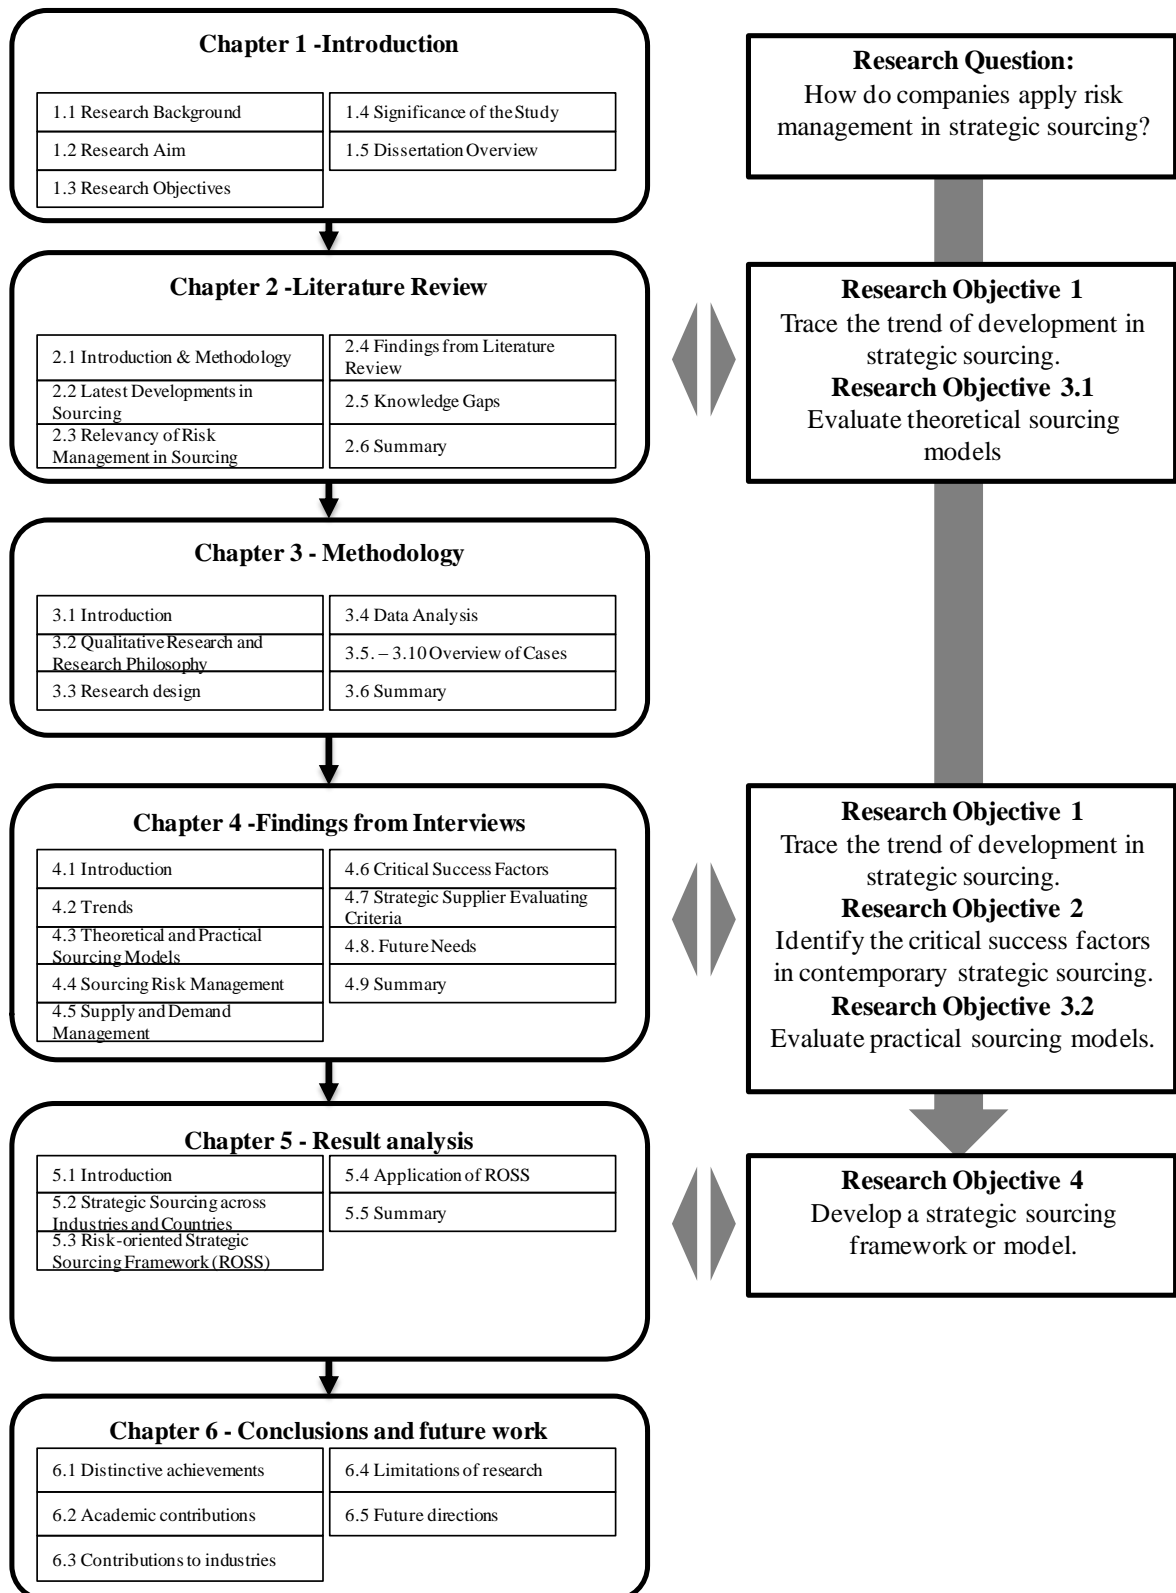 Chapter 1 -Introduction
1.1 Research Background
1.2 Research Aim
1.3 Research Objectives
1.4 Significance of the Study
1.5 Dissertation Overview
Research Question:
How do companies apply risk
management in strategic sourcing?
Chapter 2 -Literature Review
2.1 Introduction & Methodology
2.2 Latest Developments in
Sourcing
2.3 Relevancy of Risk
Management in Sourcing
2.4 Findings from Literature
Review
2.5 Knowledge Gaps
2.6 Summary
Research Objective 1
Trace the trend of development in
strategic sourcing.
Research Objective 3.1
Evaluate theoretical sourcing
models
Chapter 3 - Methodology
3.1 Introduction
3.2 Qualitative Research and
Research Philosophy
3.3 Research design
3.4 Data Analysis
3.5. – 3.10 Overview of Cases
3.6 Summary
Chapter 4 -Findings from Interviews
4.1 Introduction
4.2 Trends
4.3 Theoretical and Practical
Sourcing Models
4.4 Sourcing Risk Management
4.5 Supply and Demand
Management
4.6 Critical Success Factors
4.7 Strategic Supplier Evaluating
Criteria
4.8. Future Needs
4.9 Summary
Research Objective 1
Trace the trend of development in
strategic sourcing.
Research Objective 2
Identify the critical success factors
in contemporary strategic sourcing.
Research Objective 3.2
Evaluate practical sourcing models.
Chapter 5 - Result analysis
5.1 Introduction
5.2 Strategic Sourcing across
Industries and Countries
5.3 Risk-oriented Strategic
Sourcing Framework (ROSS)
5.4 Application of ROSS
5.5 Summary
Research Objective 4
Develop a strategic sourcing
framework or model.
Chapter 6 - Conclusions and future work
6.1 Distinctive achievements
6.2 Academic contributions
6.3 Contributions to industries
6.4 Limitations of research
6.5 Future directions